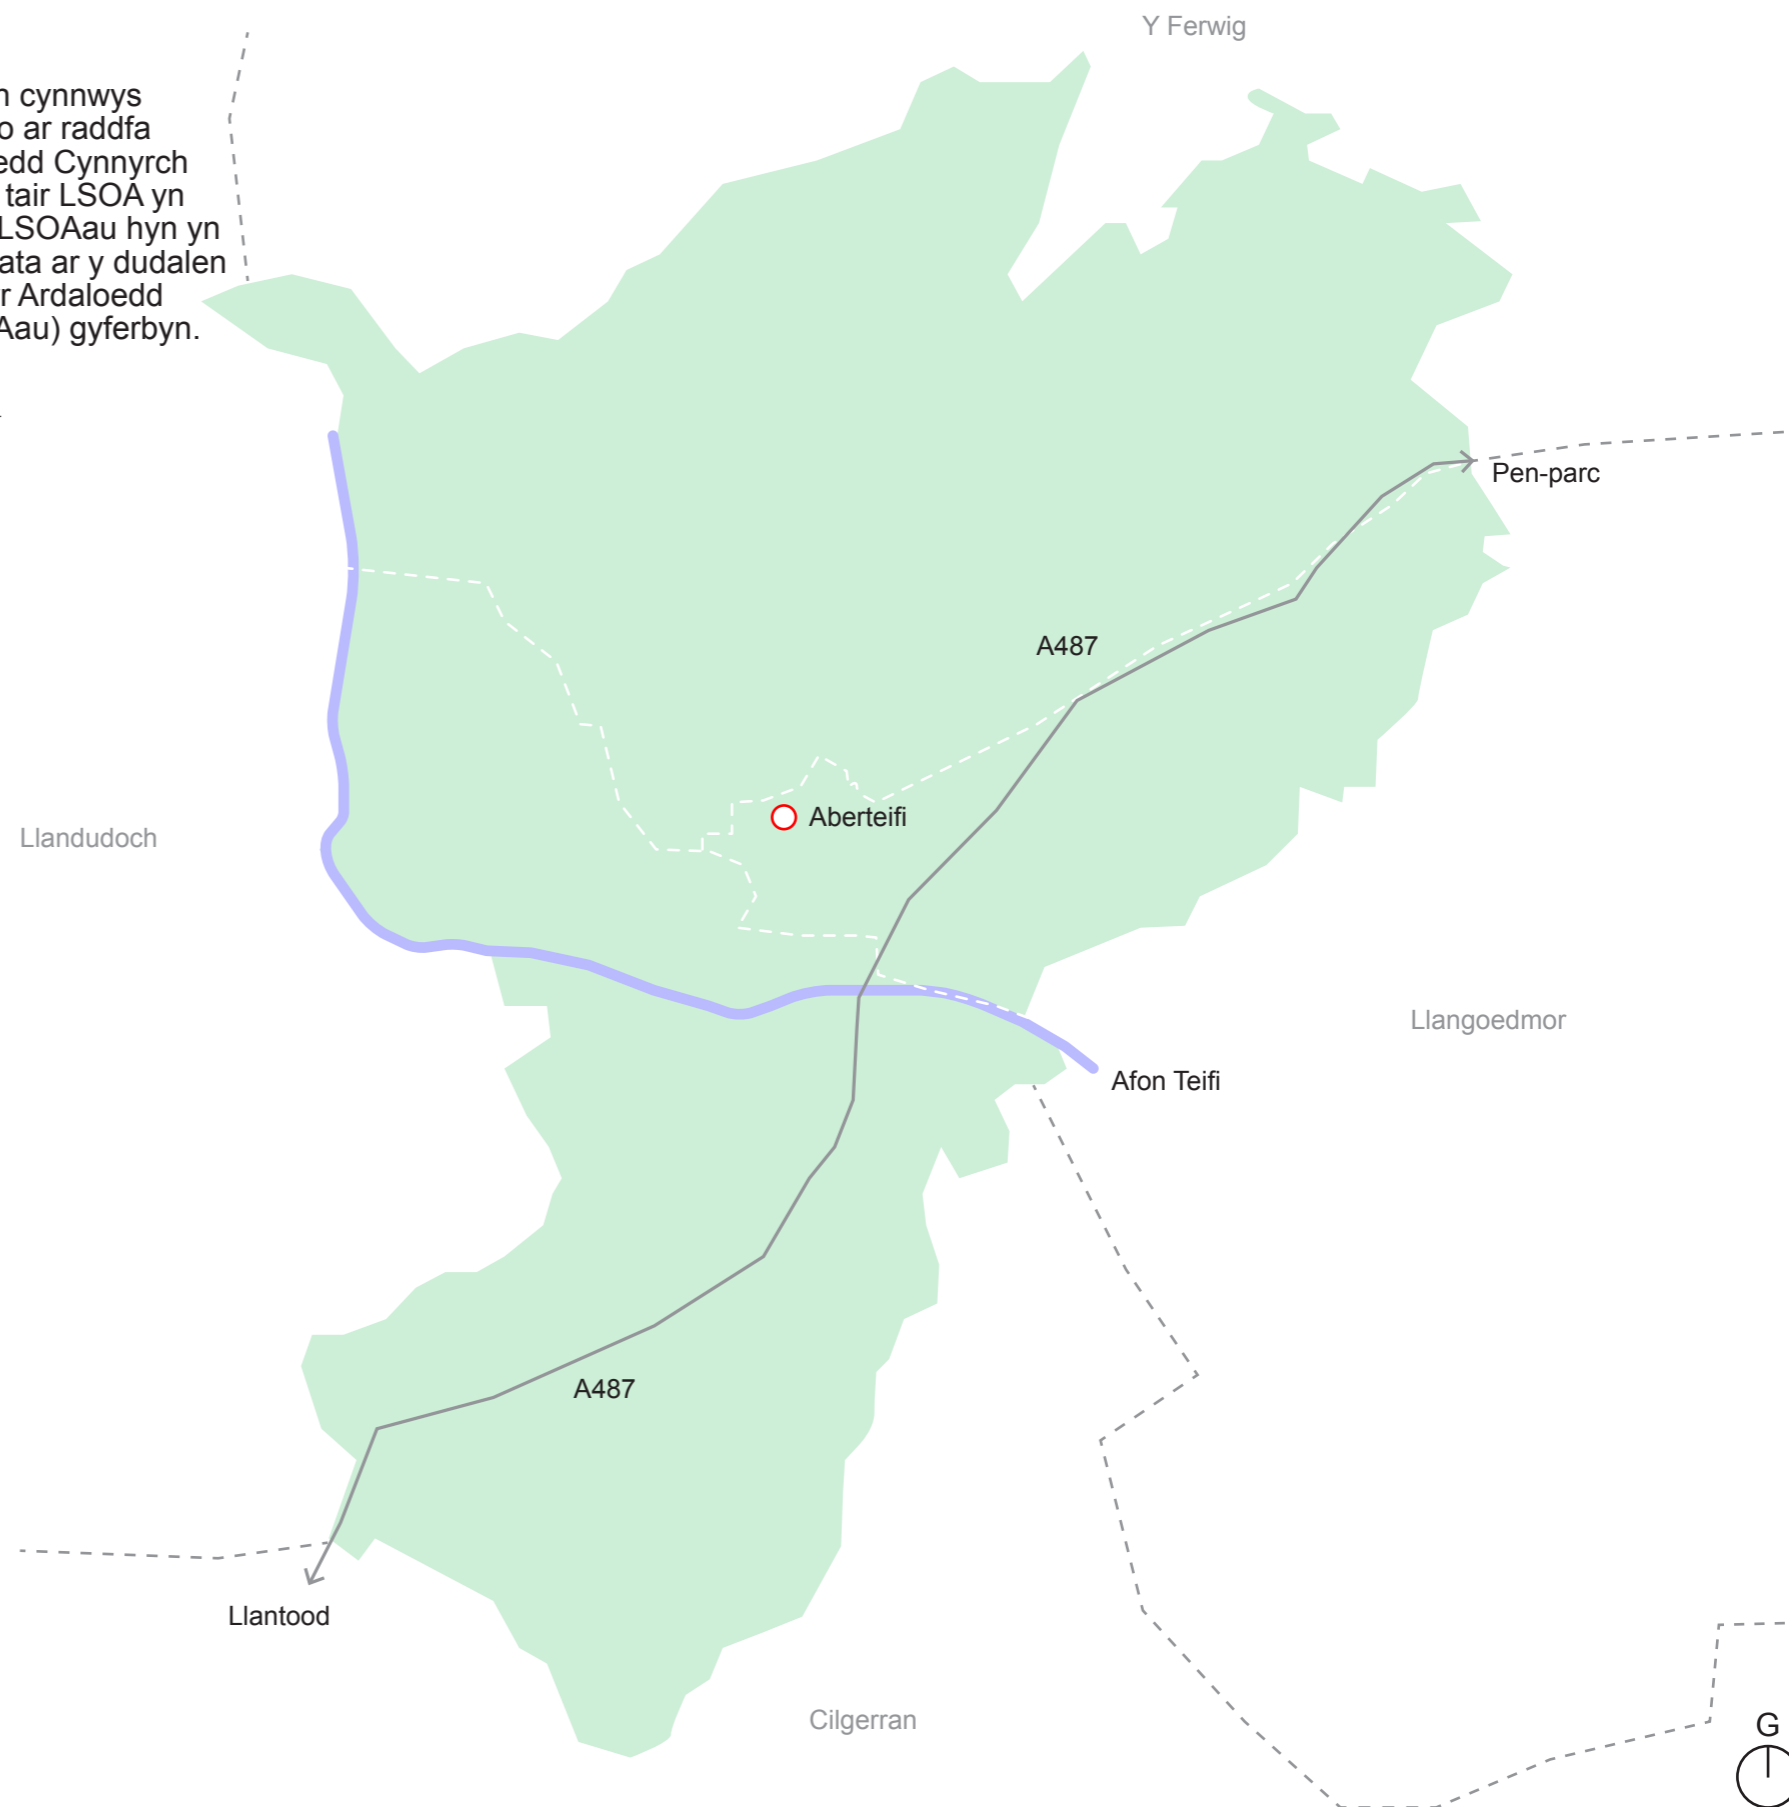 Y Ferwig
n cynnwys
o ar raddfa
edd Cynnyrch
tair LSOA yn
LSOAau hyn yn
ata ar y dudalen
r Ardaloedd
Aau) gyferbyn.
Pen-parc
A487
Aberteifi
Llandudoch
Llangoedmor
Afon Teifi
A487
Llantood
Cilgerran
G